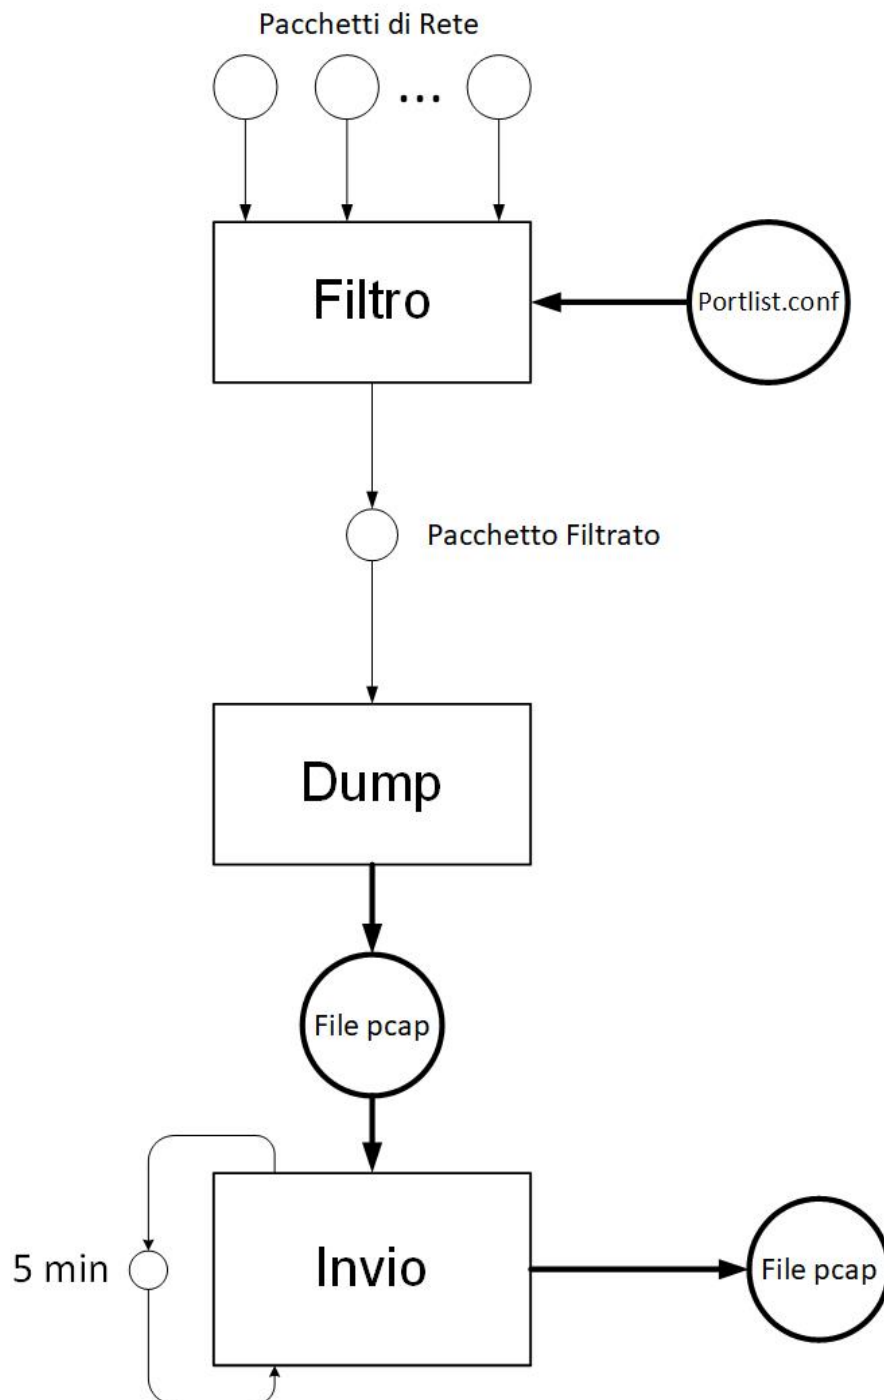 Pacchetti di Rete
...
Filtro
Portlist.conf
Pacchetto Filtrato
Dump
File pcap
5 min
Invio
File pcap